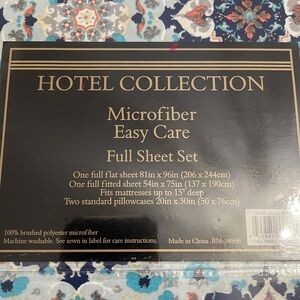 HOTEL COLLECTION
Microfiber
Easy Care
Full Sheet Set
One full flat sheet 81in x 96in (206 x 244cm)
One full fitted sheet 54in x 75in (137 x 190cm)
Fits mattresses up to 15" deep
Two standard pillowcases 20in x 30in (50 x 76cm)
100% brushed polyester microfiber
Machine washable. See sewn in label for care instructions.
Made in China